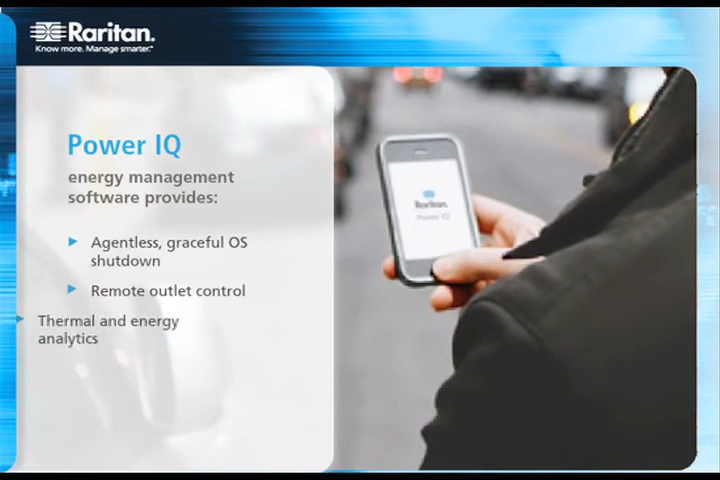 Raritan.
Know more. Manage smarter.™
Power IQ
energy management
software provides:
Agentless, graceful OS
shutdown
Remote outlet control
Thermal and energy
analytics
Raritan.
Power IQ